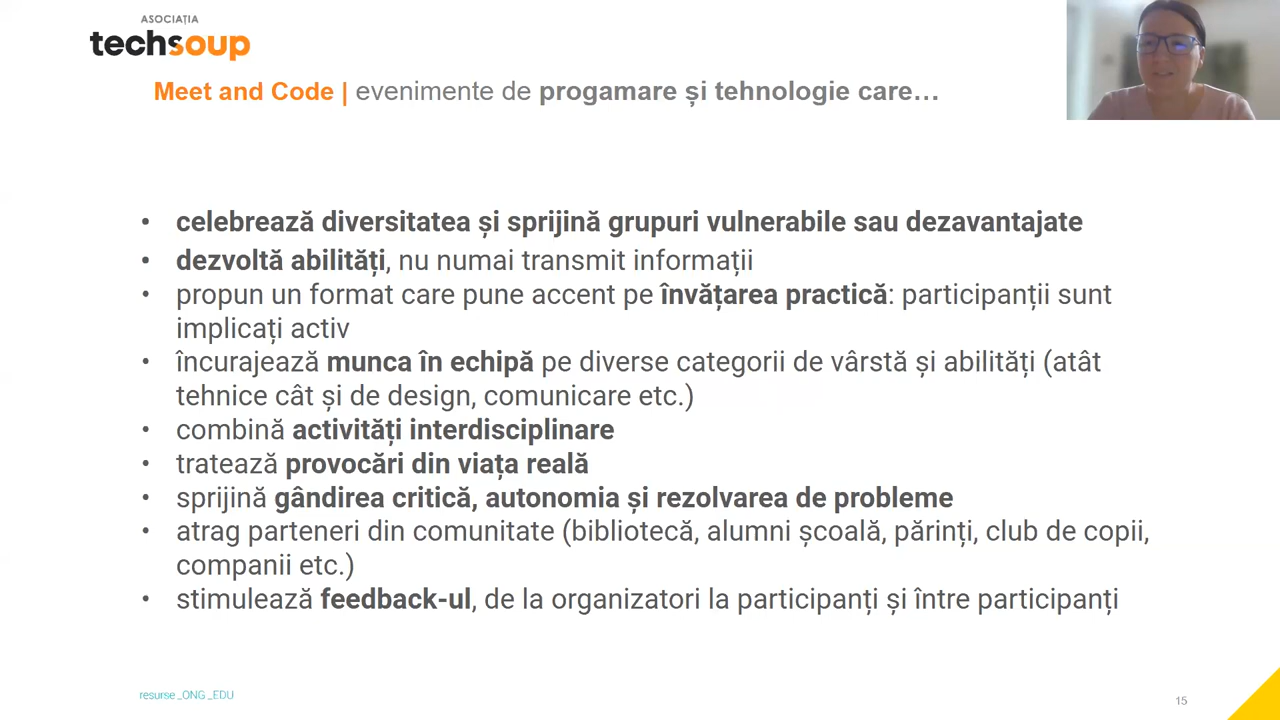 ASOCIAȚIA
techsoup
Meet and Code | evenimente de progamare și tehnologie care...
• celebrează diversitatea și sprijină grupuri vulnerabile sau dezavantajate
• dezvoltă abilități, nu numai transmit informații
• propun un format care pune accent pe învățarea practică: participanții sunt
implicați activ
• încurajează munca în echipă pe diverse categorii de vârstă și abilități (atât
tehnice cât și de design, comunicare etc.)
• combină activități interdisciplinare
• tratează provocări din viața reală
• sprijină gândirea critică, autonomia și rezolvarea de probleme
• atrag parteneri din comunitate (bibliotecă, alumni școală, părinți, club de copii,
companii etc.)
• stimulează feedback-ul, de la organizatori la participanți și între participanți
resurse _ONG _EDU
15